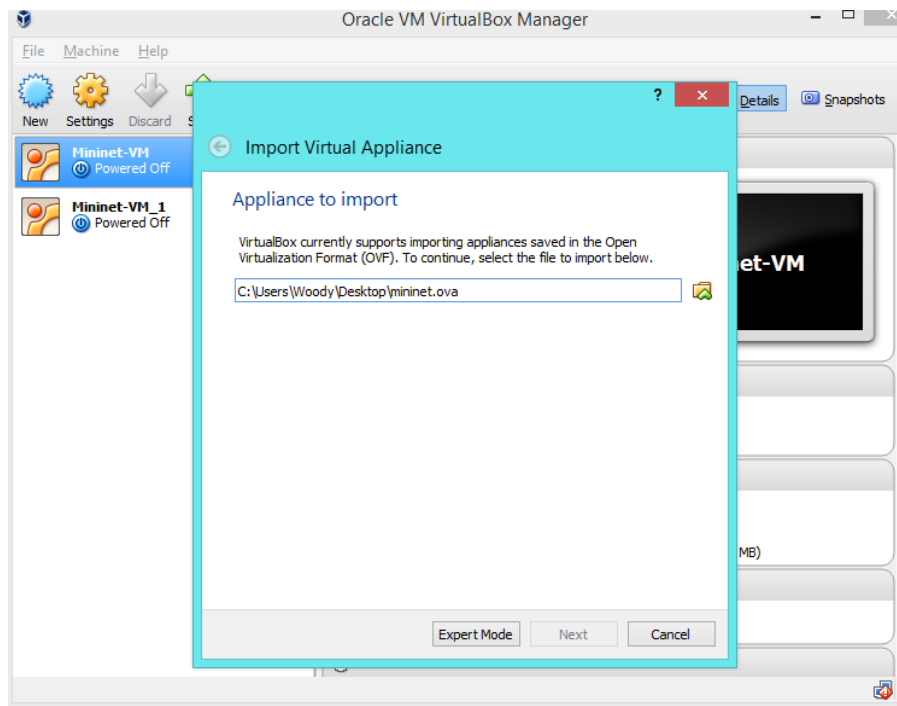 Oracle VM VirtualBox Manager
File Machine Help
New Settings Discard
Details Snapshots
Mininet-VM
Powered Off
Mininet-VM_1
Powered Off
?
Import Virtual Appliance
Appliance to import
VirtualBox currently supports importing appliances saved in the Open
Virtualization Format (OVF). To continue, select the file to import below.
C:\Users\Woody\Desktop\mininet.ova
et-VM
MB)
Expert Mode Next Cancel